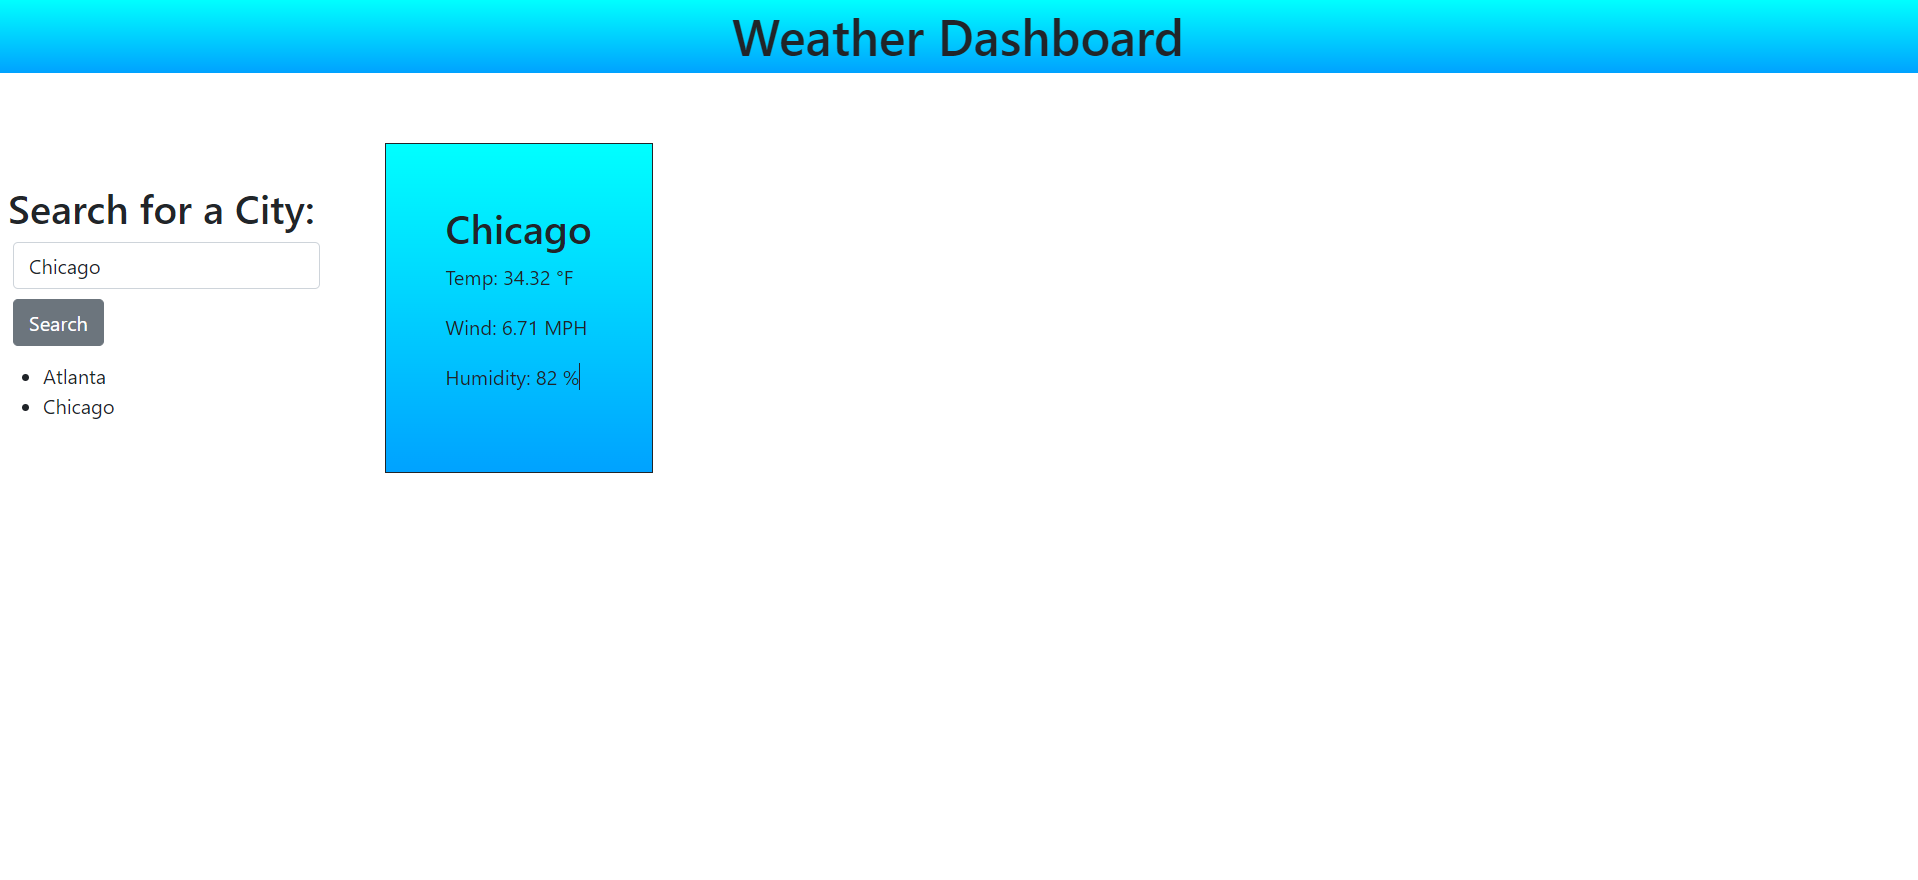 Weather Dashboard
Search for a City:
Chicago
Search
Atlanta
Chicago
Chicago
Temp: 34.32 °F
Wind: 6.71 MPH
Humidity: 82 %